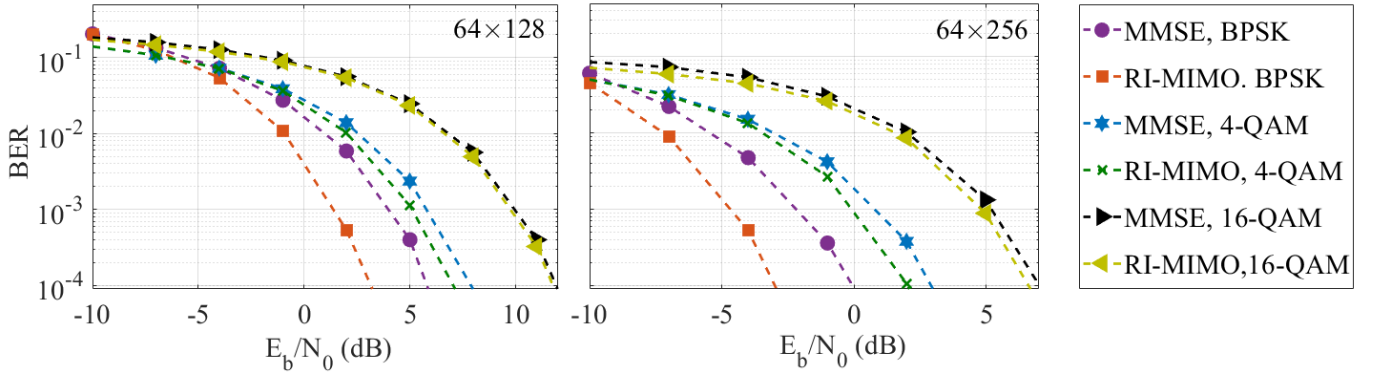 64×128
10⁻¹
10⁻²
10⁻³
10⁻⁴
BER
-10 -5 0 5 10
E_b/N_0 (dB)
64×256
-10 -5 0 5
E_b/N_0 (dB)
MMSE, BPSK
RI-MIMO. BPSK
MMSE, 4-QAM
RI-MIMO, 4-QAM
MMSE, 16-QAM
RI-MIMO,16-QAM